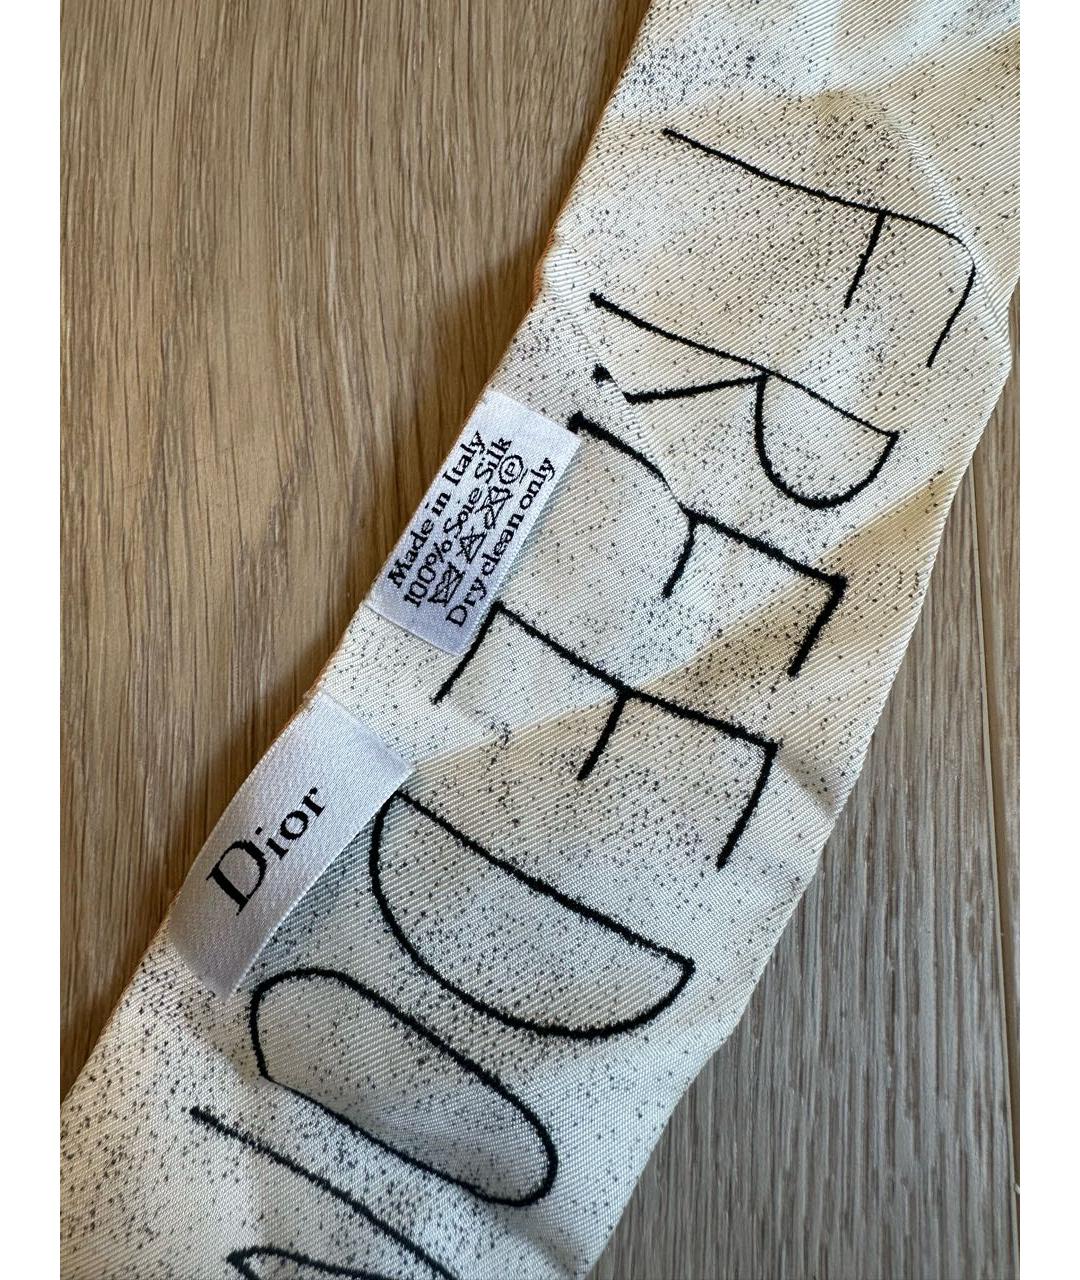 FREEDOM
Made in Italy
100% Soie Silk
P
Dry clean only
Dior